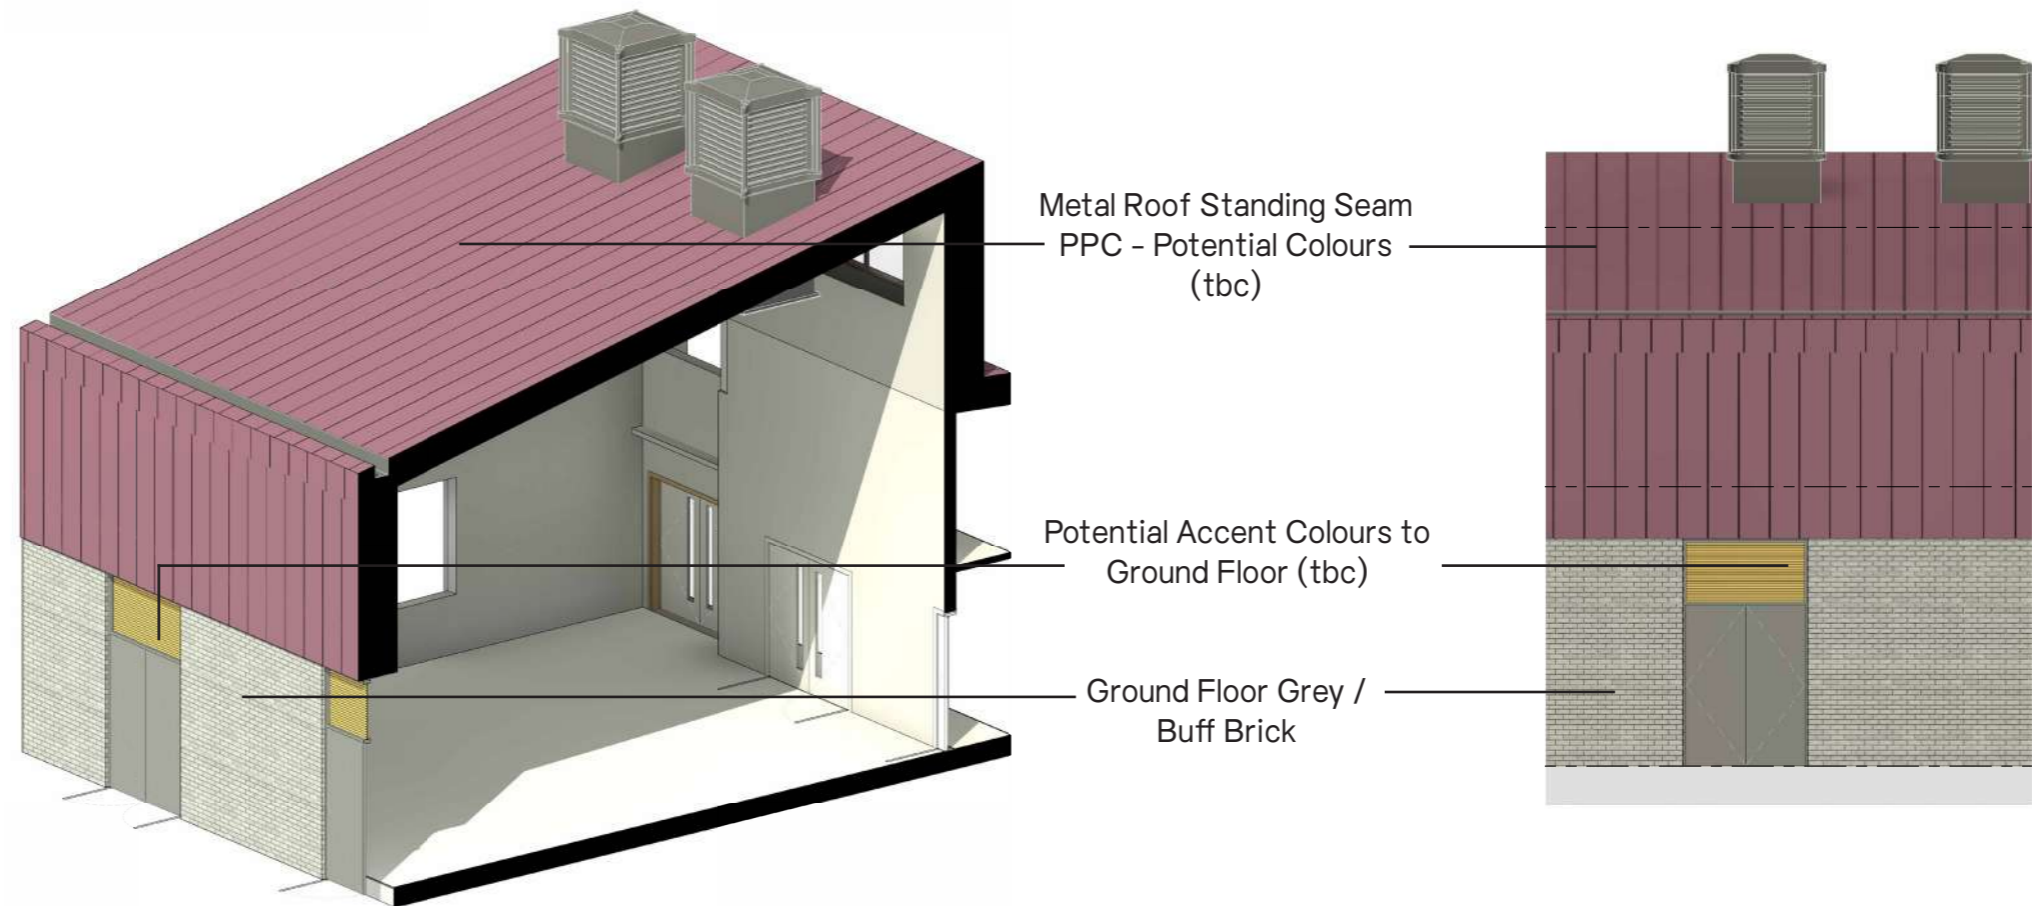 Metal Roof Standing Seam
PPC - Potential Colours
(tbc)
Potential Accent Colours to
Ground Floor (tbc)
Ground Floor Grey /
Buff Brick